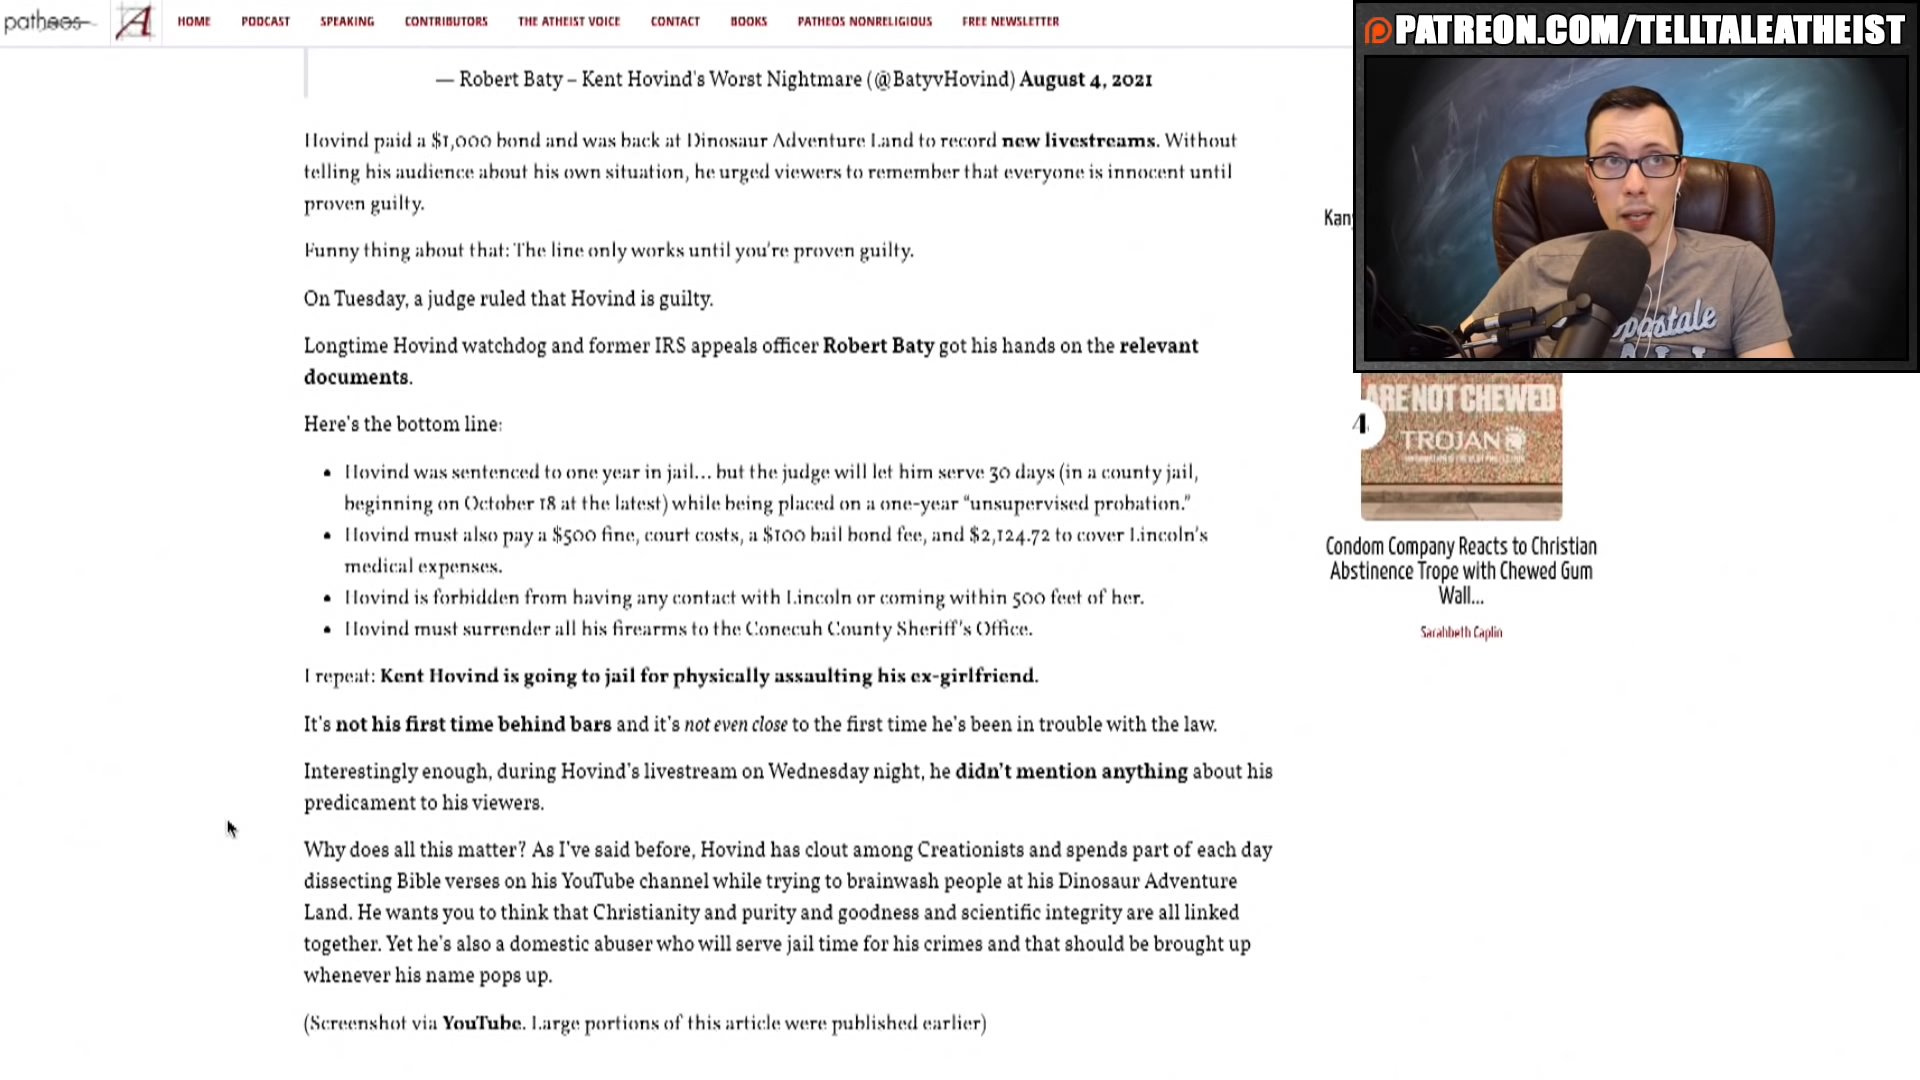 patheos
A
HOME
PODCAST
SPEAKING
CONTRIBUTORS
THE ATHEIST VOICE
CONTACT
BOOKS
PATHEOS NONRELIGIOUS
FREE NEWSLETTER
PATREON.COM/TELLTALEATHEIST
— Robert Baty – Kent Hovind's Worst Nightmare (@BatyvHovind) August 4, 2021
Hovind paid a $1,000 bond and was back at Dinosaur Adventure Land to record new livestreams. Without
telling his audience about his own situation, he urged viewers to remember that everyone is innocent until
proven guilty.
Funny thing about that: The line only works until you're proven guilty.
On Tuesday, a judge ruled that Hovind is guilty.
Longtime Hovind watchdog and former IRS appeals officer Robert Baty got his hands on the relevant
documents.
Here's the bottom line:
• Hovind was sentenced to one year in jail… but the judge will let him serve 30 days (in a county jail,
beginning on October 18 at the latest) while being placed on a one-year “unsupervised probation.”
• Hovind must also pay a $500 fine, court costs, a $100 bail bond fee, and $2,124.72 to cover Lincoln's
medical expenses.
• Hovind is forbidden from having any contact with Lincoln or coming within 500 feet of her.
• Hovind must surrender all his firearms to the Conecuh County Sheriff's Office.
I repeat: Kent Hovind is going to jail for physically assaulting his ex-girlfriend.
It's not his first time behind bars and it's not even close to the first time he's been in trouble with the law.
Interestingly enough, during Hovind's livestream on Wednesday night, he didn't mention anything about his
predicament to his viewers.
Why does all this matter? As I've said before, Hovind has clout among Creationists and spends part of each day
dissecting Bible verses on his YouTube channel while trying to brainwash people at his Dinosaur Adventure
Land. He wants you to think that Christianity and purity and goodness and scientific integrity are all linked
together. Yet he's also a domestic abuser who will serve jail time for his crimes and that should be brought up
whenever his name pops up.
(Screenshot via YouTube. Large portions of this article were published earlier)
Kan
ARE NOT CHEWED
4
TROJAN
Condom Company Reacts to Christian
Abstinence Trope with Chewed Gum
Wall...
Sarahbeth Caplin